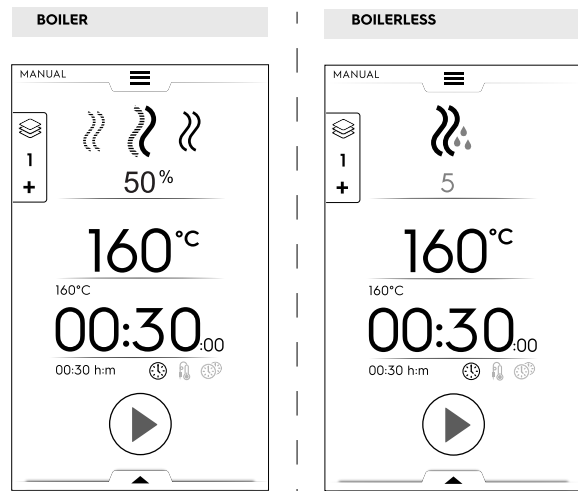 BOILER
MANUAL
1
+
50%
160°C
160°C
00:30:00
00:30 h:m
BOILERLESS
MANUAL
1
+
5
160°C
160°C
00:30:00
00:30 h:m